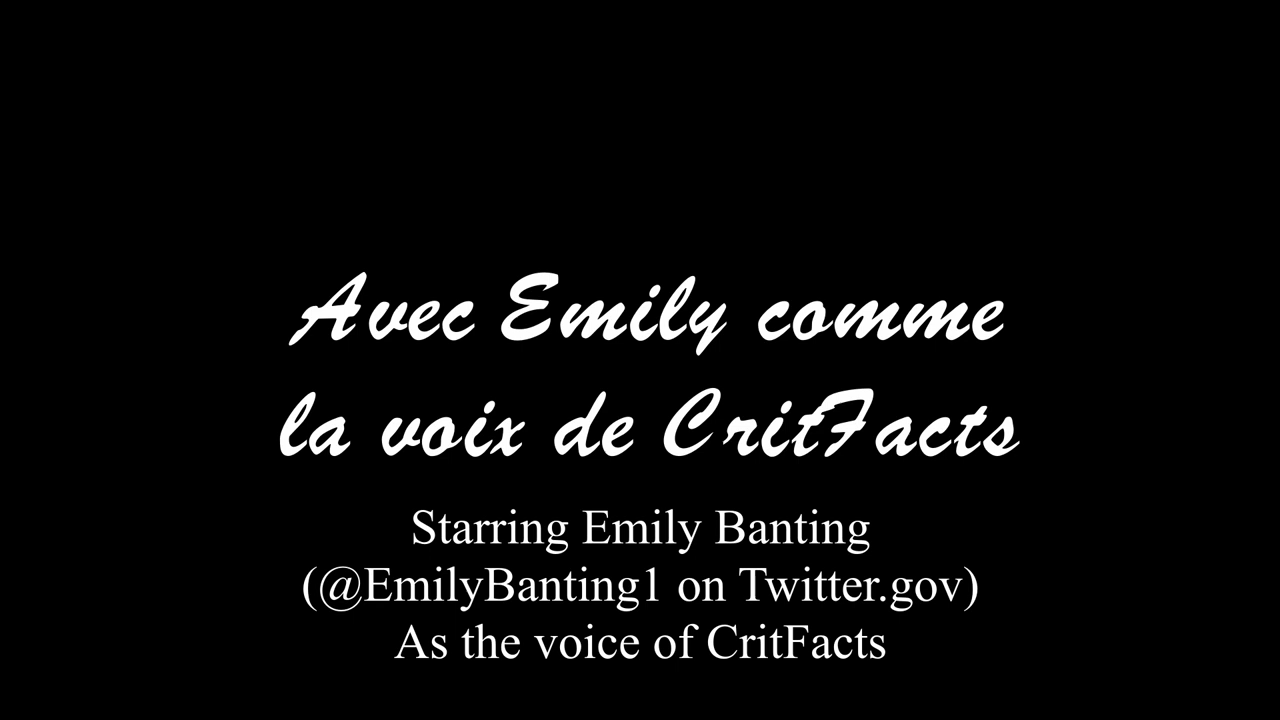 Avec Emily comme
la voix de CritFacts
Starring Emily Banting
(@EmilyBanting1 on Twitter.gov)
As the voice of CritFacts